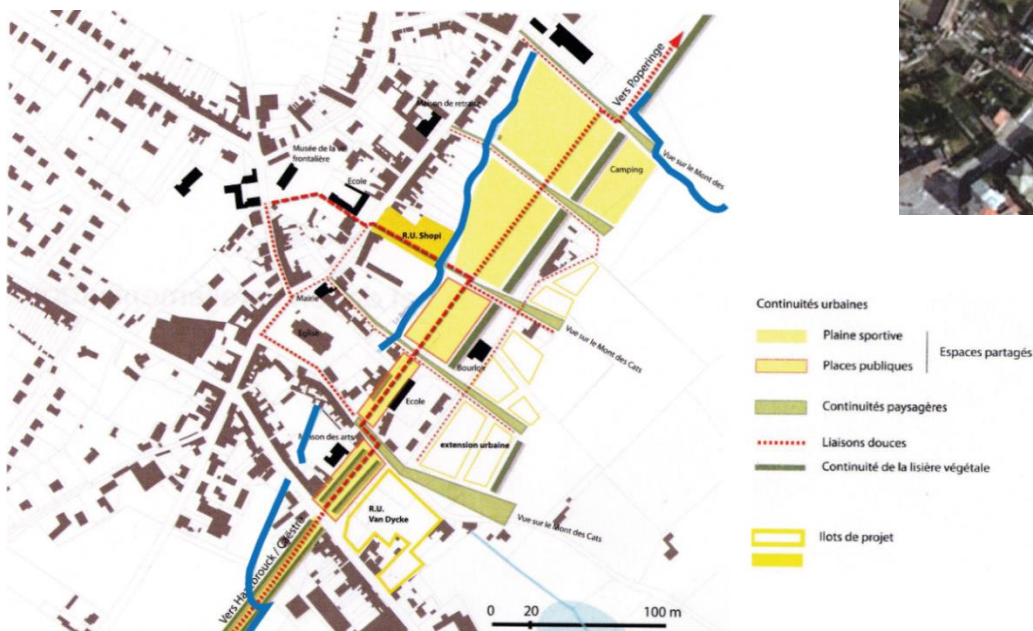 Vers Poperinge
Maison de retraite
Musée de la vie
frontalière
Ecole
Camping
Vue sur le Mont des
R.U. Shopi
Mairie
Eglise
Vue sur le Mont des Cats
Bourloir
Ecole
extension urbaine
Maison des arts
R.U.
Van Dycke
Vue sur le Mont des Cats
Vers Hazebrouck / Caëstre
0 20 100 m
Continuités urbaines
Plaine sportive
Places publiques
Espaces partagés
Continuités paysagères
Liaisons douces
Continuité de la lisière végétale
Ilots de projet